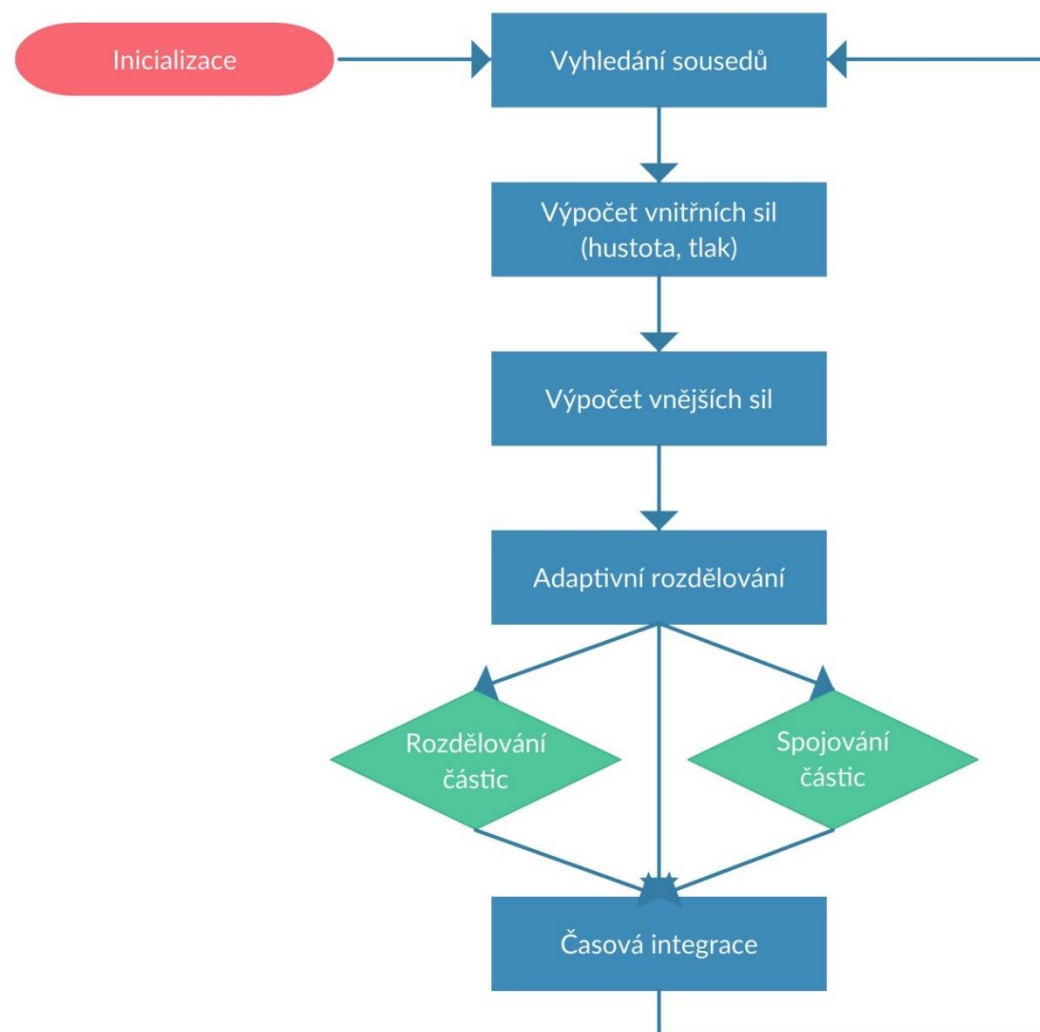 Inicializace
Vyhledání sousedů
Výpočet vnitřních sil
(hustota, tlak)
Výpočet vnějších sil
Adaptivní rozdělování
Rozdělování
částic
Spojování
částic
Časová integrace